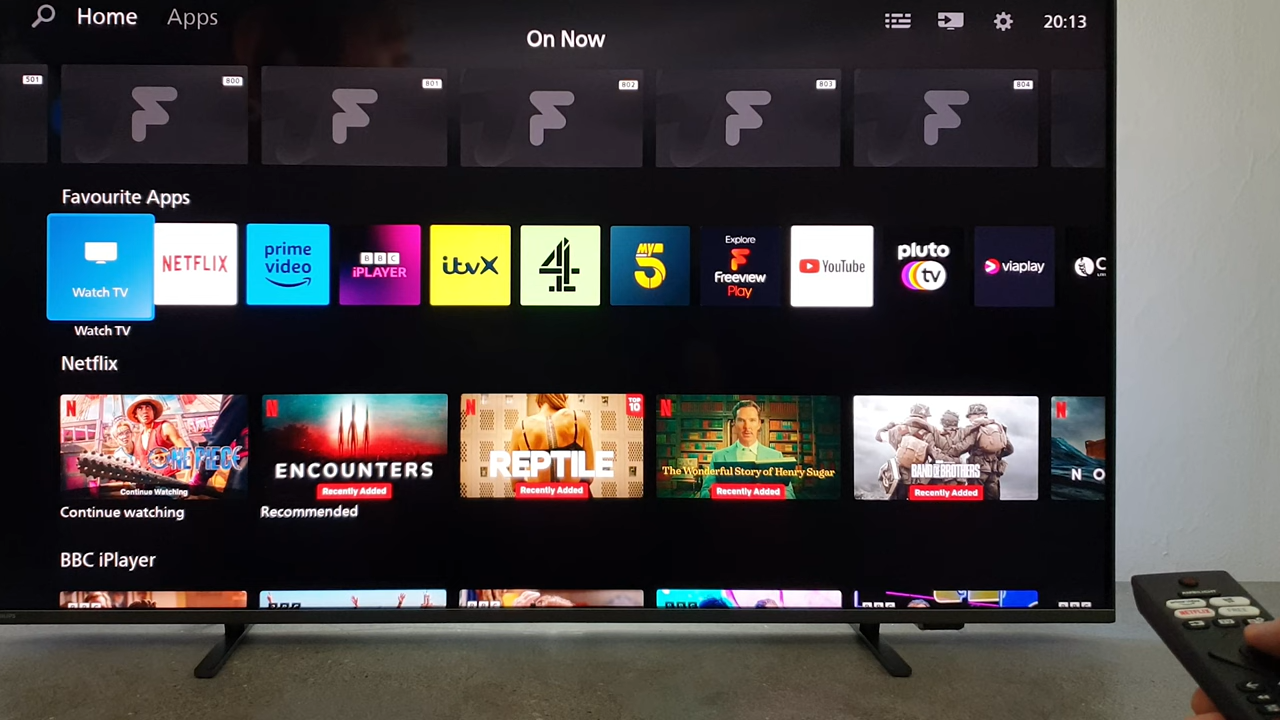 Home Apps
20:13
On Now
501 800 801 802 803 804
Favourite Apps
Watch TV
NETFLIX
prime
video
BBC
iPLAYER
itvX
4
MY
5
Explore
Freeview
Play
YouTube
pluto
tv
viaplay
Watch TV
Netflix
ONE PIECE
Continue Watching
Continue watching
ENCOUNTERS
Recently Added
Recommended
TOP
10
REPTILE
Recently Added
The Wonderful Story of Henry Sugar
Recently Added
BAND OF BROTHERS
Recently Added
N O
BBC iPlayer
BBC
NETFLIX